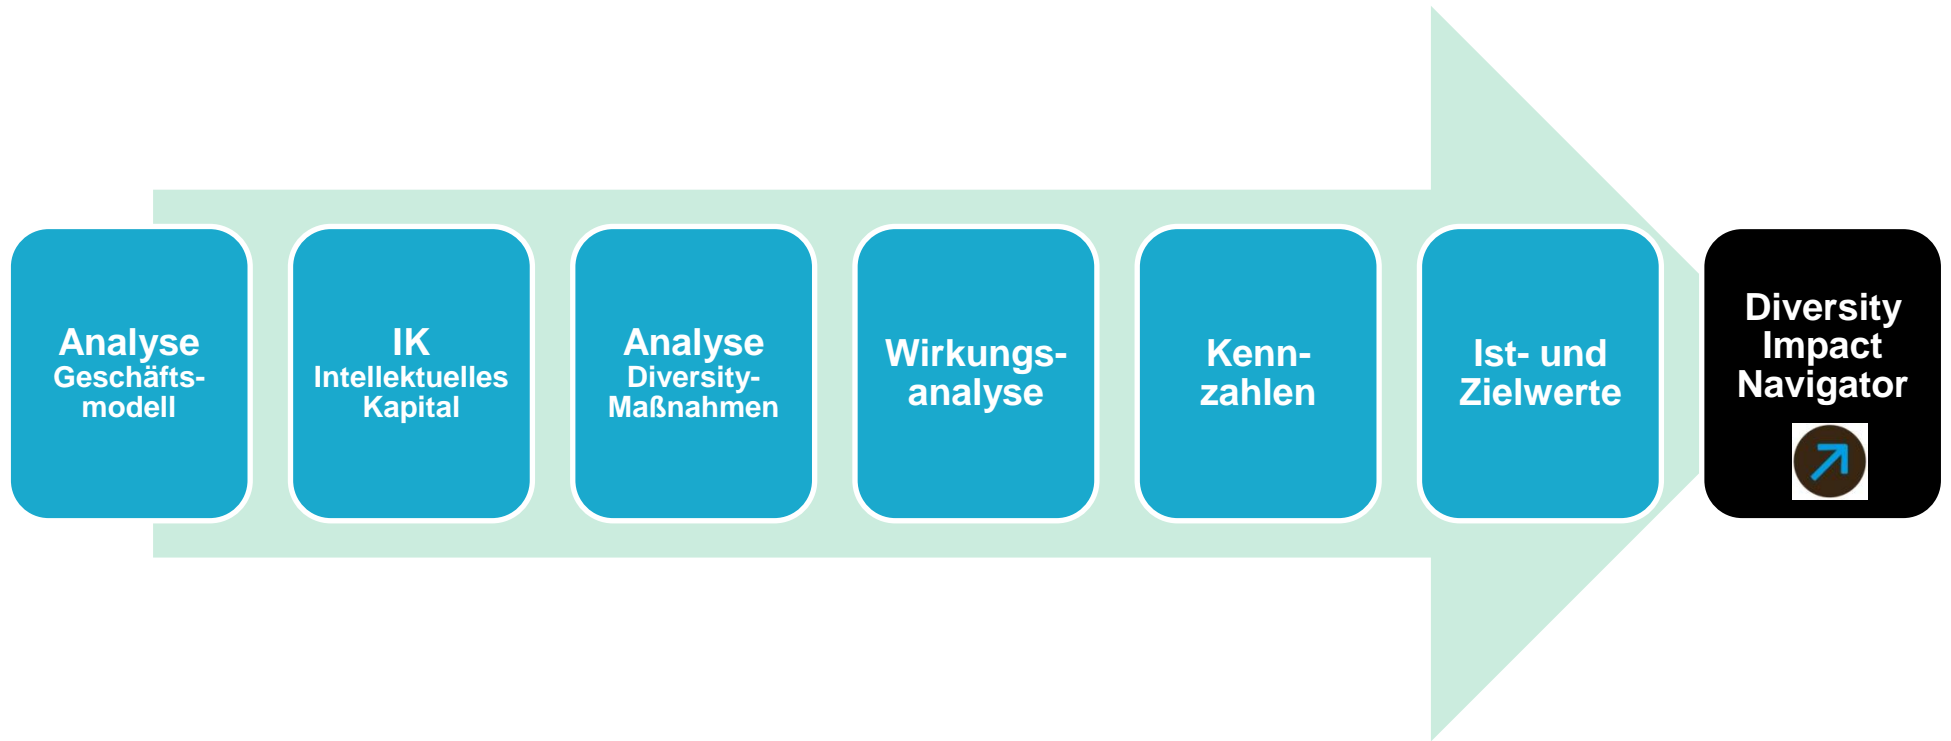 Analyse
Geschäfts-
modell
IK
Intellektuelles
Kapital
Analyse
Diversity-
Maßnahmen
Wirkungs-
analyse
Kenn-
zahlen
Ist- und
Zielwerte
Diversity
Impact
Navigator